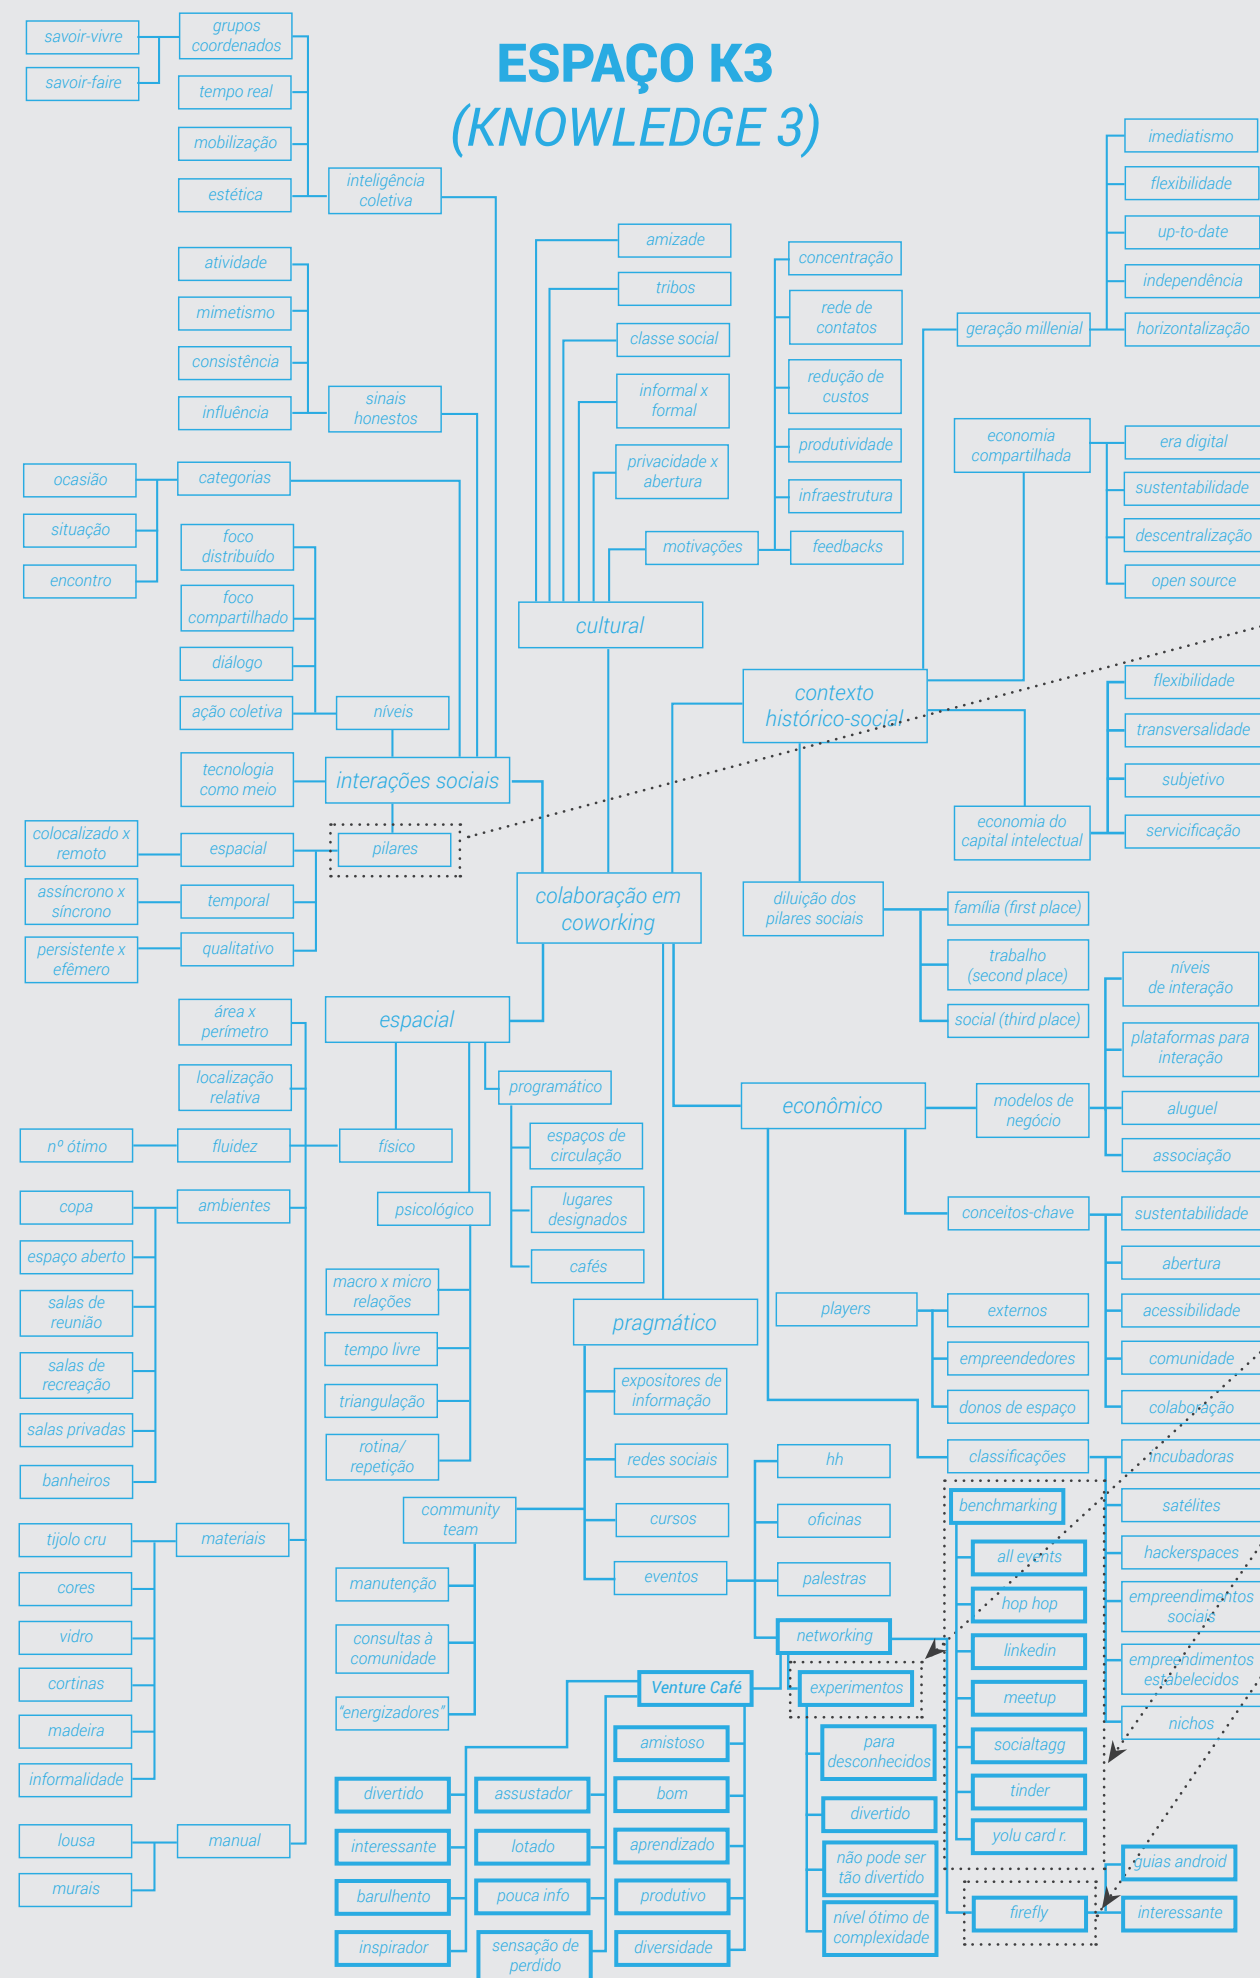 ESPAÇO K3
(KNOWLEDGE 3)
savoir-vivre
savoir-faire
grupos
coordenados
tempo real
mobilização
estética
inteligência
coletiva
atividade
mimetismo
consistência
influência
sinais
honestos
ocasião
situação
encontro
categorias
foco
distribuído
foco
compartilhado
diálogo
ação coletiva
níveis
tecnologia
como meio
interações sociais
colocalizado x
remoto
assíncrono x
síncrono
persistente x
efêmero
espacial
temporal
qualitativo
pilares
amizade
tribos
classe social
informal x
formal
privacidade x
abertura
motivações
concentração
rede de
contatos
redução de
custos
produtividade
infraestrutura
feedbacks
cultural
geração millenial
imediatismo
flexibilidade
up-to-date
independência
horizontalização
economia
compartilhada
era digital
sustentabilidade
descentralização
open source
contexto
histórico-social
flexibilidade
transversalidade
subjetivo
servicificação
economia do
capital intelectual
colaboração em
coworking
diluição dos
pilares sociais
família (first place)
trabalho
(second place)
social (third place)
espacial
área x
perímetro
localização
relativa
nº ótimo
fluidez
físico
copa
espaço aberto
salas de
reunião
salas de
recreação
salas privadas
banheiros
ambientes
tijolo cru
cores
vidro
cortinas
madeira
informalidade
materiais
lousa
murais
manual
programático
espaços de
circulação
lugares
designados
cafés
psicológico
macro x micro
relações
tempo livre
triangulação
rotina/
repetição
econômico
modelos de
negócio
níveis
de interação
plataformas para
interação
aluguel
associação
conceitos-chave
sustentabilidade
abertura
acessibilidade
comunidade
colaboração
players
externos
empreendedores
donos de espaço
classificações
incubadoras
satélites
hackerspaces
empreendimentos
sociais
empreendimentos
estabelecidos
nichos
pragmático
expositores de
informação
redes sociais
cursos
eventos
community
team
manutenção
consultas à
comunidade
"energizadores"
hh
oficinas
palestras
networking
benchmarking
all events
hop hop
linkedin
meetup
socialtagg
tinder
yolu card r.
Venture Café
experimentos
para
desconhecidos
divertido
não pode ser
tão divertido
nível ótimo de
complexidade
divertido
interessante
barulhento
inspirador
assustador
lotado
pouca info
sensação de
perdido
amistoso
bom
aprendizado
produtivo
diversidade
firefly
guias android
interessante